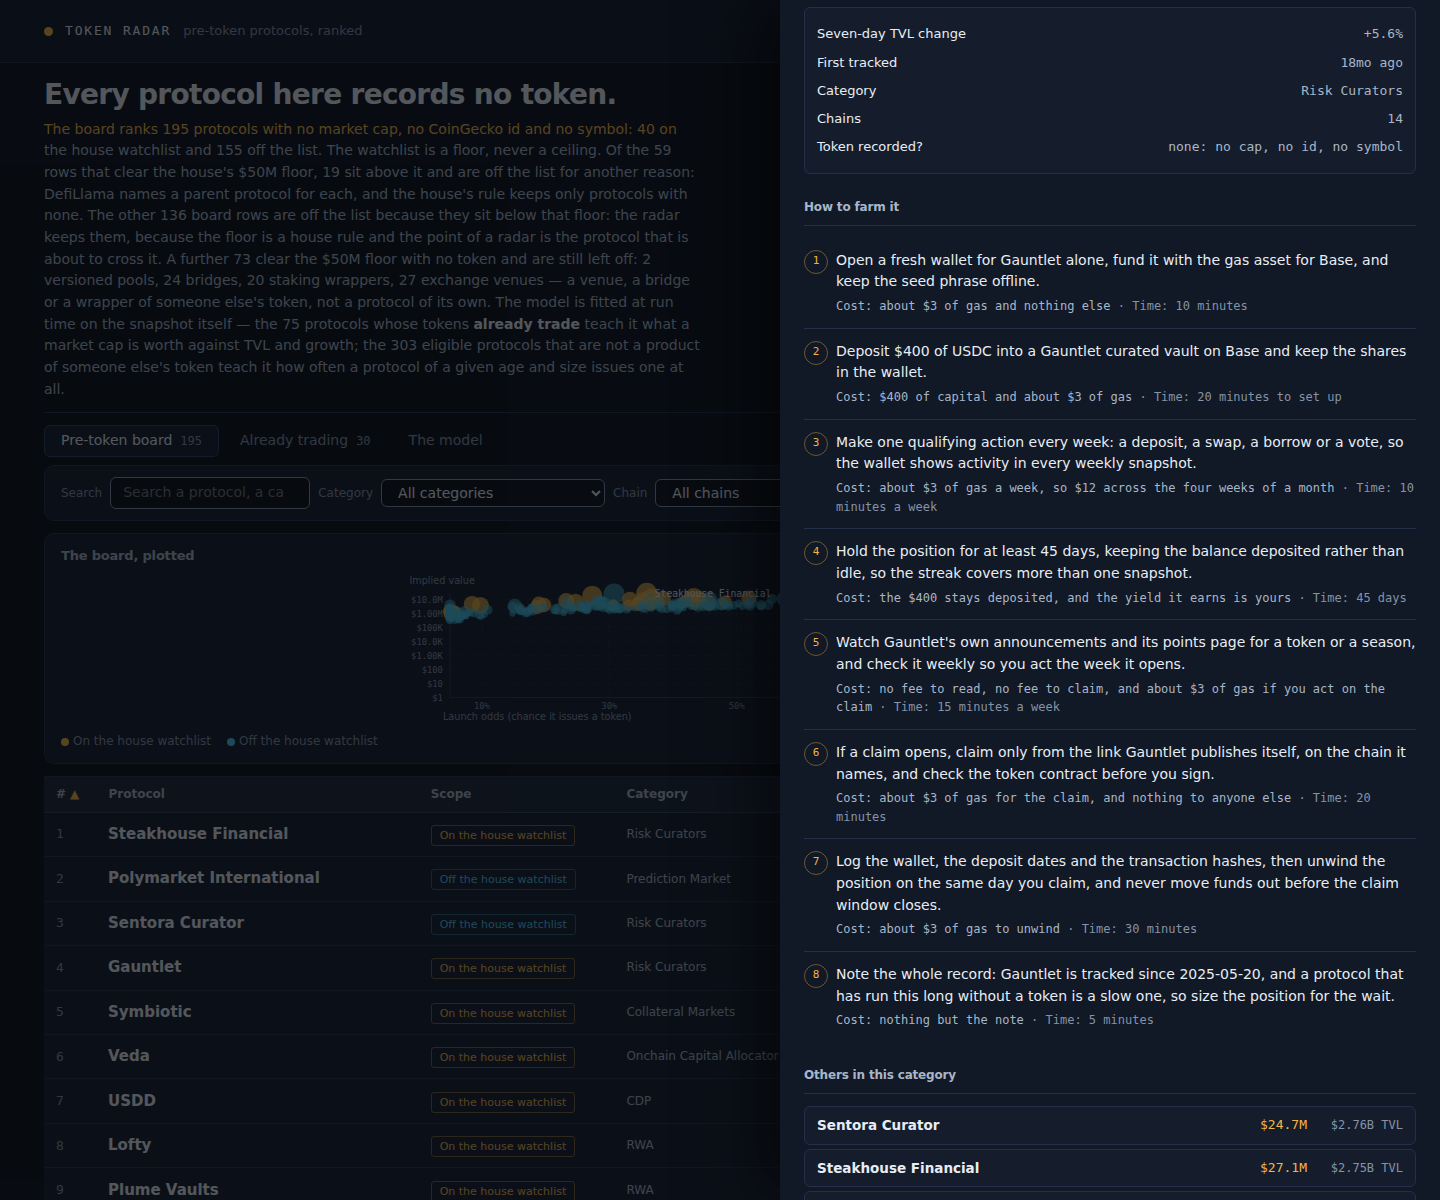 TOKEN RADAR pre-token protocols, ranked
Every protocol here records no token.
The board ranks 195 protocols with no market cap, no CoinGecko id and no symbol: 40 on
the house watchlist and 155 off the list. The watchlist is a floor, never a ceiling. Of the 59
rows that clear the house's $50M floor, 19 sit above it and are off the list for another reason:
DefiLlama names a parent protocol for each, and the house's rule keeps only protocols with
none. The other 136 board rows are off the list because they sit below that floor: the radar
keeps them, because the floor is a house rule and the point of a radar is the protocol that is
about to cross it. A further 73 clear the $50M floor with no token and are still left off: 2
versioned pools, 24 bridges, 20 staking wrappers, 27 exchange venues — a venue, a bridge
or a wrapper of someone else's token, not a protocol of its own. The model is fitted at run
time on the snapshot itself — the 75 protocols whose tokens already trade teach it what a
market cap is worth against TVL and growth; the 303 eligible protocols that are not a product
of someone else's token teach it how often a protocol of a given age and size issues one at
all.
Pre-token board 195 Already trading 30 The model
Search Search a protocol, a ca Category All categories Chain All chains
The board, plotted
Implied value
Steakhouse Financial
$10.0M
$1.00M
$100K
$10.0K
$1.00K
$100
$10
$1
10% 30% 50%
Launch odds (chance it issues a token)
On the house watchlist Off the house watchlist
# ▲ Protocol Scope Category
1 Steakhouse Financial On the house watchlist Risk Curators
2 Polymarket International Off the house watchlist Prediction Market
3 Sentora Curator Off the house watchlist Risk Curators
4 Gauntlet On the house watchlist Risk Curators
5 Symbiotic On the house watchlist Collateral Markets
6 Veda On the house watchlist Onchain Capital Allocator
7 USDD On the house watchlist CDP
8 Lofty On the house watchlist RWA
9 Plume Vaults On the house watchlist RWA
Seven-day TVL change +5.6%
First tracked 18mo ago
Category Risk Curators
Chains 14
Token recorded? none: no cap, no id, no symbol
How to farm it
1 Open a fresh wallet for Gauntlet alone, fund it with the gas asset for Base, and
keep the seed phrase offline.
Cost: about $3 of gas and nothing else · Time: 10 minutes
2 Deposit $400 of USDC into a Gauntlet curated vault on Base and keep the shares
in the wallet.
Cost: $400 of capital and about $3 of gas · Time: 20 minutes to set up
3 Make one qualifying action every week: a deposit, a swap, a borrow or a vote, so
the wallet shows activity in every weekly snapshot.
Cost: about $3 of gas a week, so $12 across the four weeks of a month · Time: 10
minutes a week
4 Hold the position for at least 45 days, keeping the balance deposited rather than
idle, so the streak covers more than one snapshot.
Cost: the $400 stays deposited, and the yield it earns is yours · Time: 45 days
5 Watch Gauntlet's own announcements and its points page for a token or a season,
and check it weekly so you act the week it opens.
Cost: no fee to read, no fee to claim, and about $3 of gas if you act on the
claim · Time: 15 minutes a week
6 If a claim opens, claim only from the link Gauntlet publishes itself, on the chain it
names, and check the token contract before you sign.
Cost: about $3 of gas for the claim, and nothing to anyone else · Time: 20
minutes
7 Log the wallet, the deposit dates and the transaction hashes, then unwind the
position on the same day you claim, and never move funds out before the claim
window closes.
Cost: about $3 of gas to unwind · Time: 30 minutes
8 Note the whole record: Gauntlet is tracked since 2025-05-20, and a protocol that
has run this long without a token is a slow one, so size the position for the wait.
Cost: nothing but the note · Time: 5 minutes
Others in this category
Sentora Curator $24.7M $2.76B TVL
Steakhouse Financial $27.1M $2.75B TVL